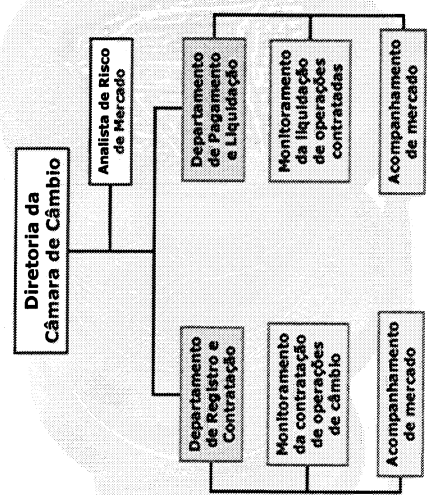 Diretoria da
Câmara de Câmbio
Analista de Risco
de Mercado
Departamento
de Registro e
Contratação
Departamento
de Pagamento
e Liquidação
Monitoramento
da contratação
de operações
de câmbio
Monitoramento
da liquidação
de operações
contratadas
Acompanhamento
de mercado
Acompanhamento
de mercado